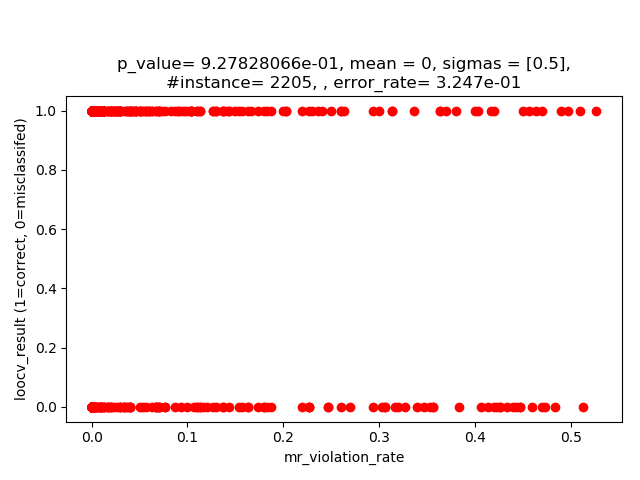 p_value= 9.27828066e-01, mean = 0, sigmas = [0.5],
#instance= 2205, , error_rate= 3.247e-01
1.0
0.8
0.6
0.4
0.2
0.0
loocv_result (1=correct, 0=misclassifed)
0.0 0.1 0.2 0.3 0.4 0.5
mr_violation_rate